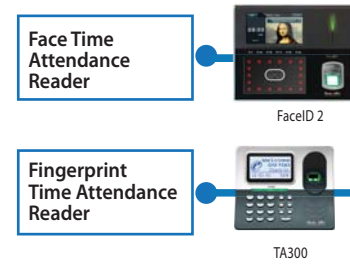 Face Time
Attendance
Reader
FaceID 2
Fingerprint
Time Attendance
Reader
TA300